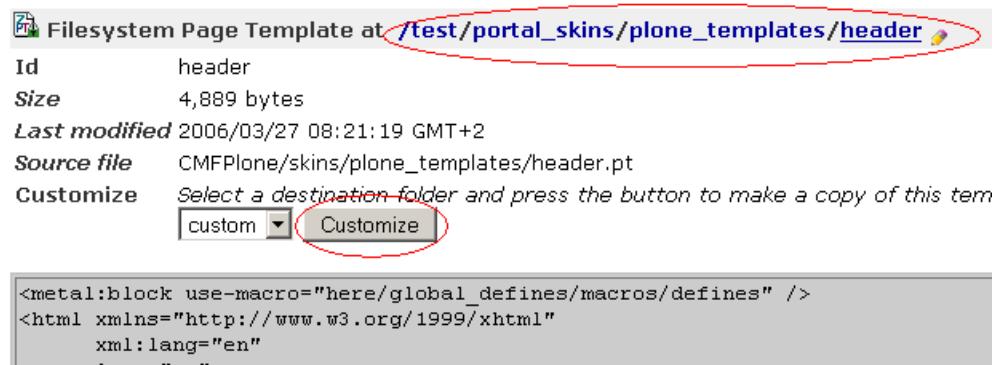 Filesystem Page Template at /test/portal_skins/plone_templates/header
Id header
Size 4,889 bytes
Last modified 2006/03/27 08:21:19 GMT+2
Source file CMFPlone/skins/plone_templates/header.pt
Customize Select a destination folder and press the button to make a copy of this tem
custom Customize
<metal:block use-macro="here/global_defines/macros/defines" />
<html xmlns="http://www.w3.org/1999/xhtml"
xml:lang="en"